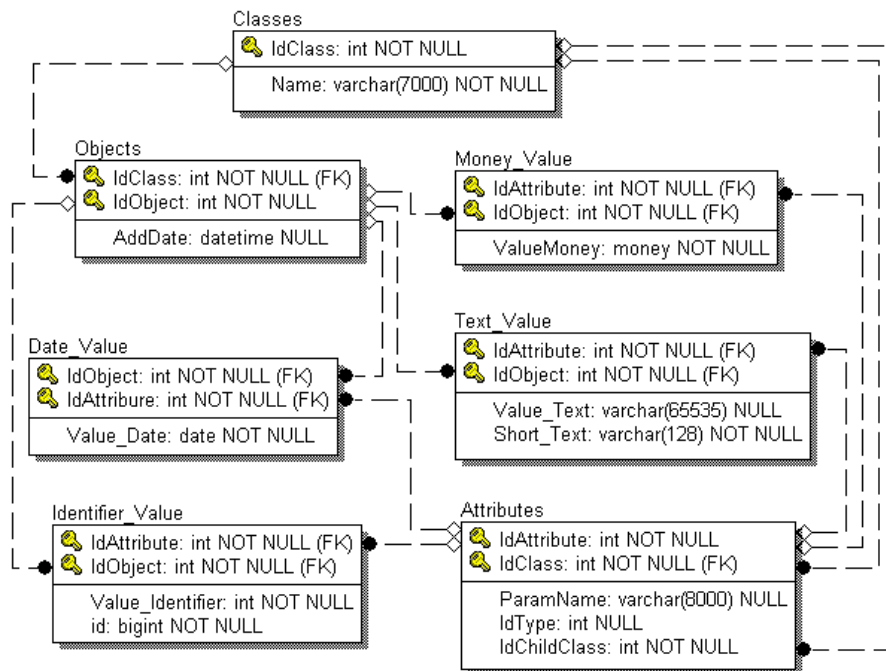 Classes
IdClass: int NOT NULL
Name: varchar(7000) NOT NULL
Objects
IdClass: int NOT NULL (FK)
IdObject: int NOT NULL
AddDate: datetime NULL
Money_Value
IdAttribute: int NOT NULL (FK)
IdObject: int NOT NULL (FK)
ValueMoney: money NOT NULL
Date_Value
IdObject: int NOT NULL (FK)
IdAttribure: int NOT NULL (FK)
Value_Date: date NOT NULL
Text_Value
IdAttribute: int NOT NULL (FK)
IdObject: int NOT NULL (FK)
Value_Text: varchar(65535) NULL
Short_Text: varchar(128) NOT NULL
Identifier_Value
IdAttribute: int NOT NULL (FK)
IdObject: int NOT NULL (FK)
Value_Identifier: int NOT NULL
id: bigint NOT NULL
Attributes
IdAttribute: int NOT NULL
IdClass: int NOT NULL (FK)
ParamName: varchar(8000) NULL
IdType: int NULL
IdChildClass: int NOT NULL